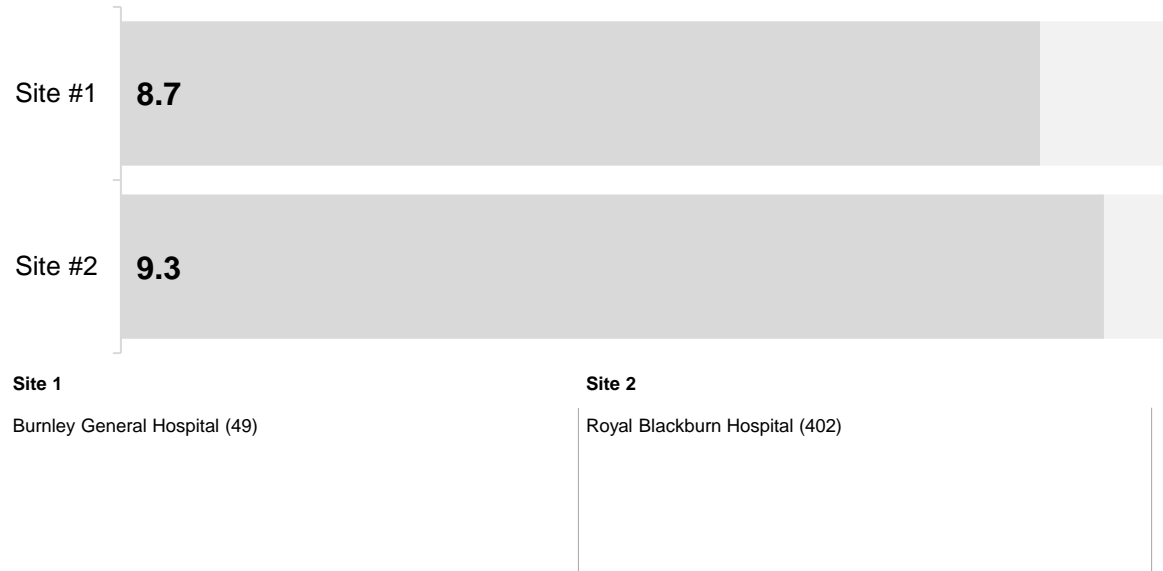 Site #1
8.7
Site #2
9.3
Site 1
Site 2
Burnley General Hospital (49)
Royal Blackburn Hospital (402)